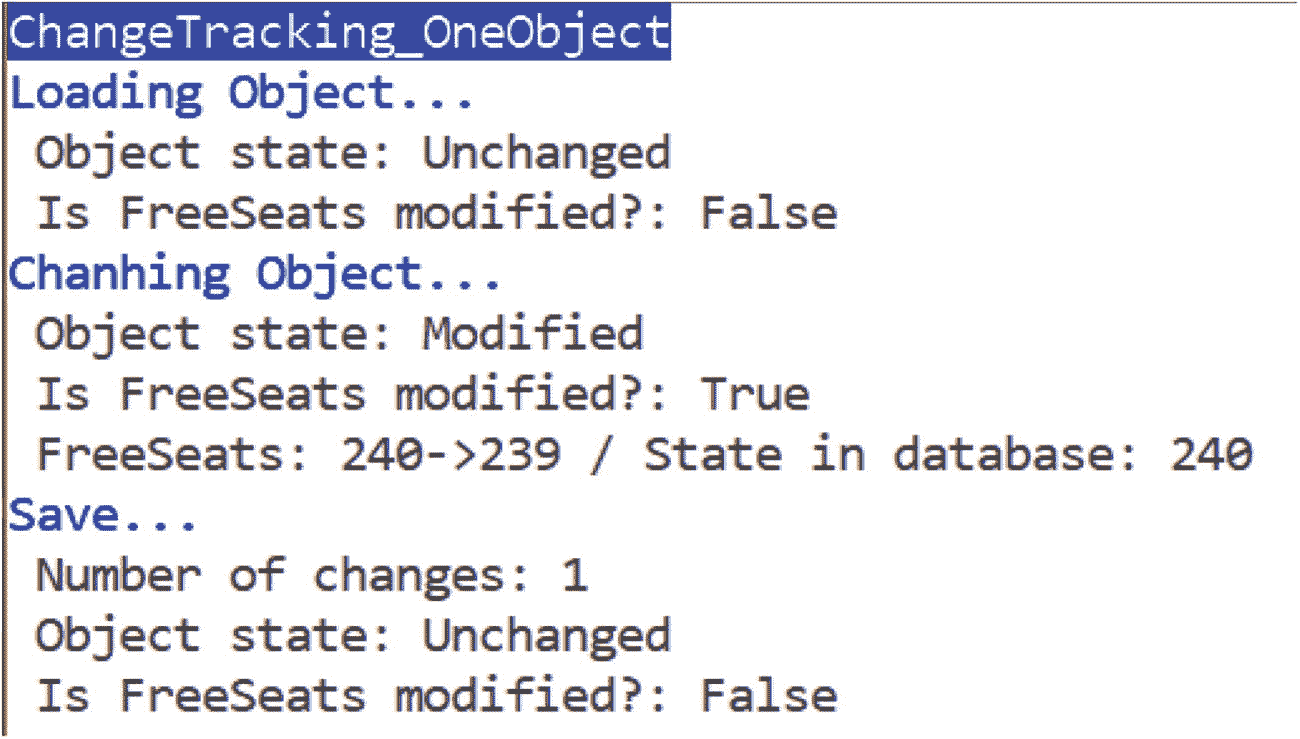 ChangeTracking_OneObject
Loading Object...
Object state: Unchanged
Is FreeSeats modified?: False
Chanhing Object...
Object state: Modified
Is FreeSeats modified?: True
FreeSeats: 240->239 / State in database: 240
Save...
Number of changes: 1
Object state: Unchanged
Is FreeSeats modified?: False